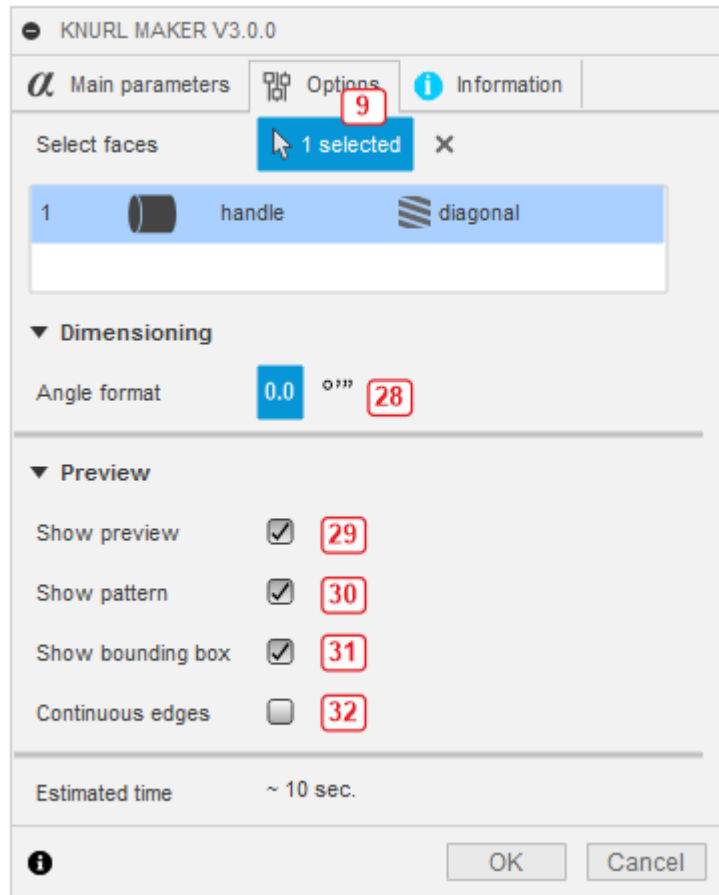 KNURL MAKER V3.0.0
α Main parameters Options i Information
9
Select faces 1 selected ×
1 handle diagonal
▼ Dimensioning
Angle format 0.0 °'" 28
▼ Preview
Show preview 29
Show pattern 30
Show bounding box 31
Continuous edges 32
Estimated time ~ 10 sec.
i OK Cancel